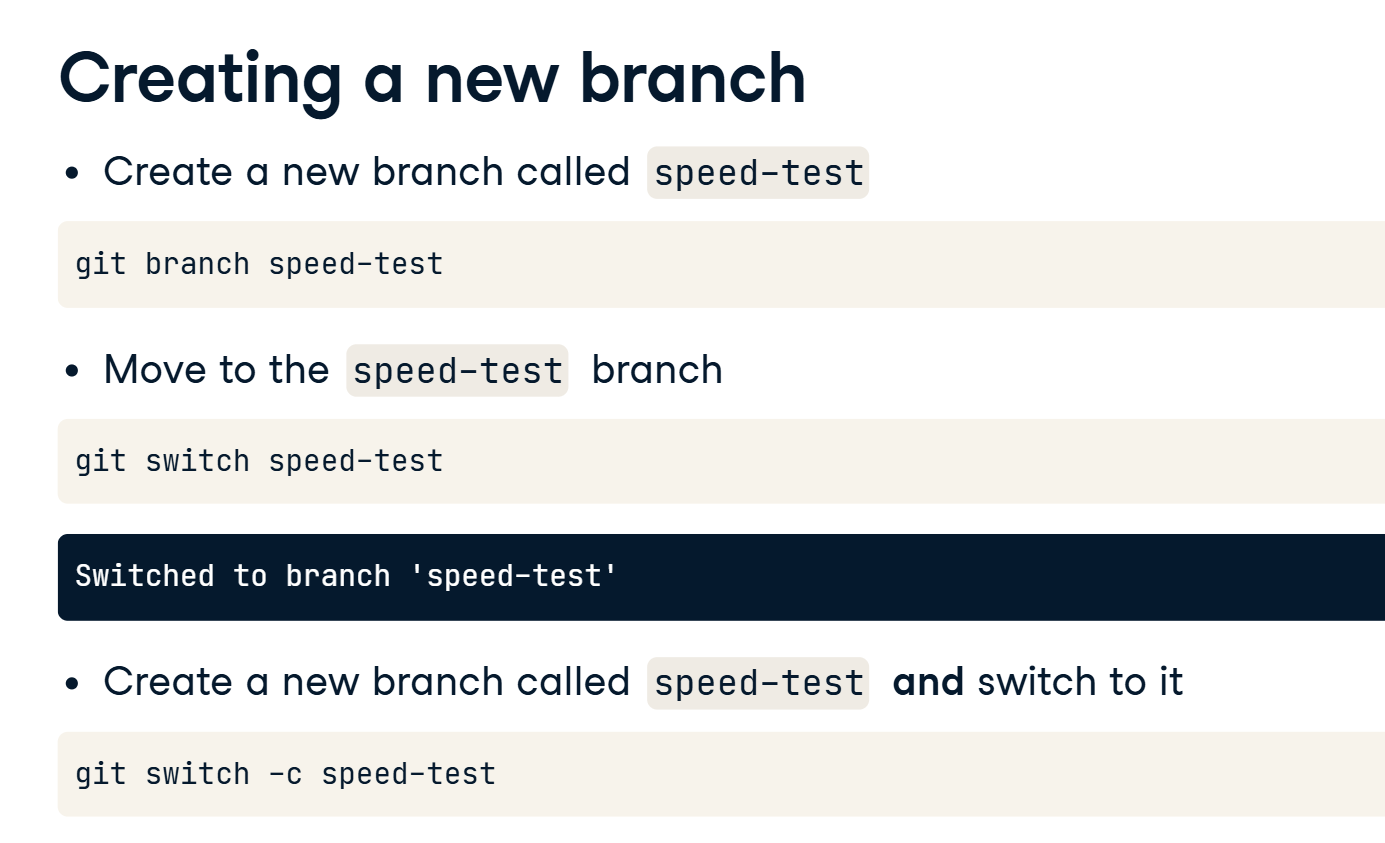 Creating a new branch
• Create a new branch called speed-test
git branch speed-test
• Move to the speed-test branch
git switch speed-test
Switched to branch 'speed-test'
• Create a new branch called speed-test and switch to it
git switch -c speed-test